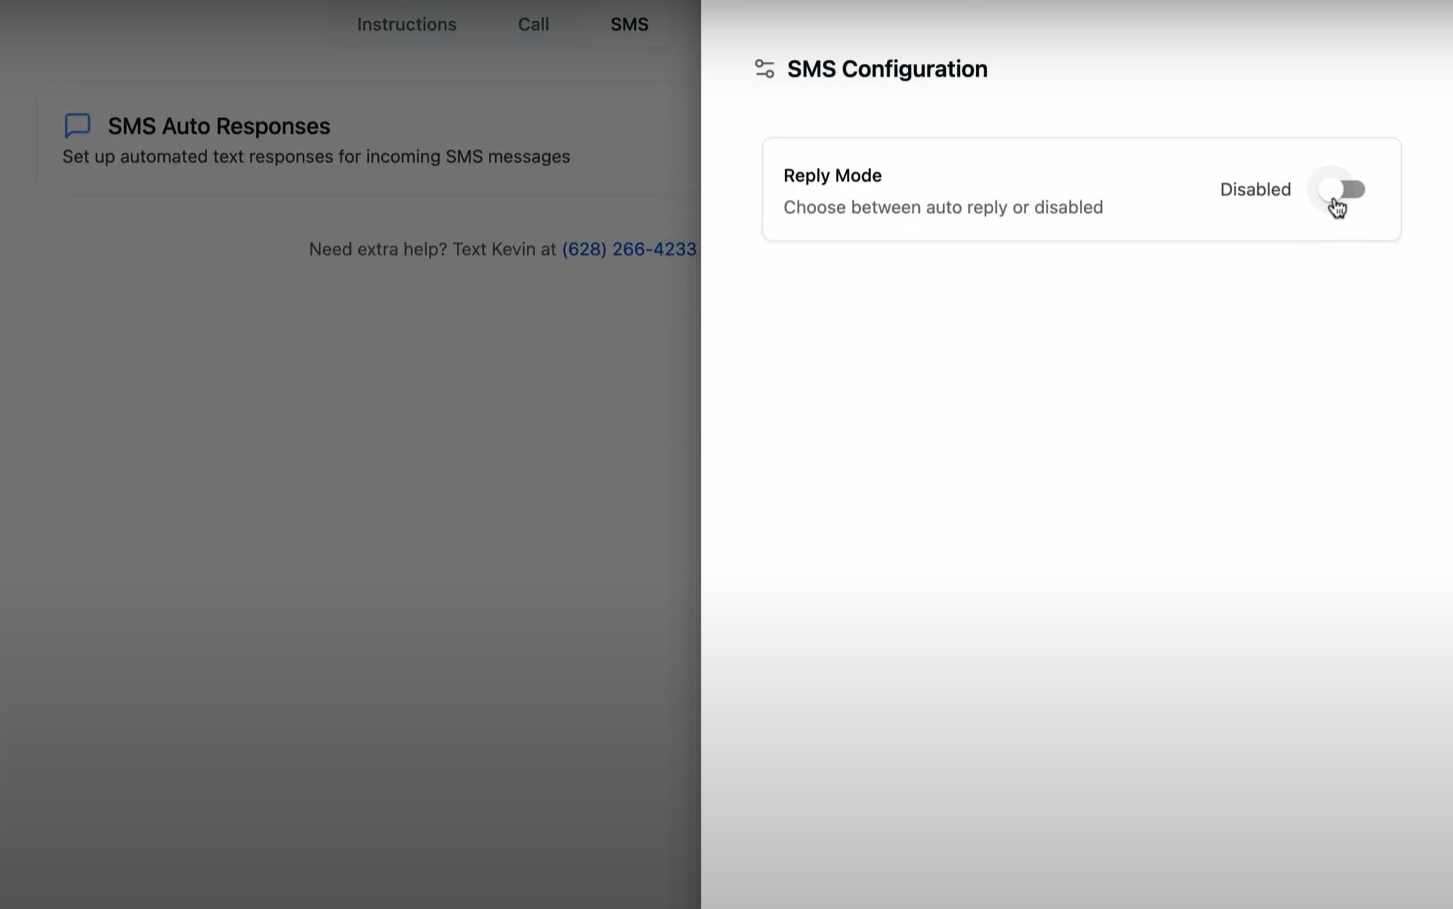 Instructions Call SMS
SMS Auto Responses
Set up automated text responses for incoming SMS messages
Need extra help? Text Kevin at (628) 266-4233
SMS Configuration
Reply Mode
Choose between auto reply or disabled
Disabled